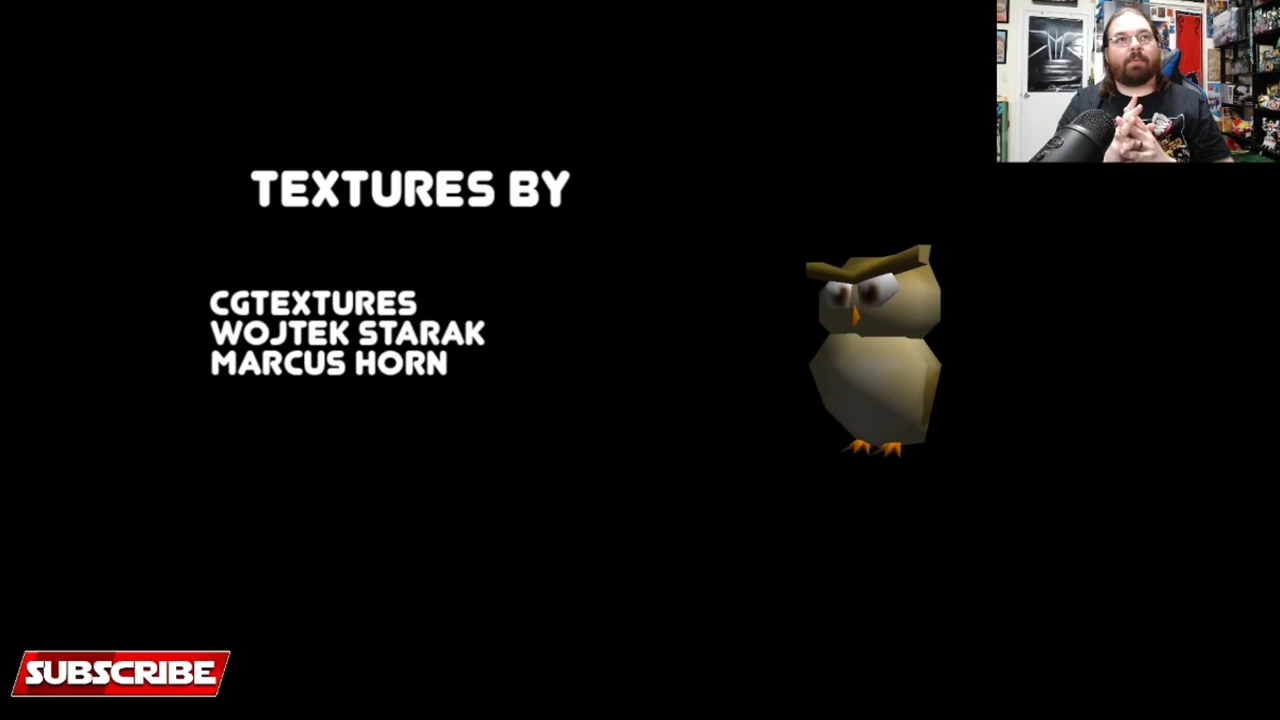 TEXTURES BY
CGTEXTURES
WOJTEK STARAK
MARCUS HORN
SUBSCRIBE